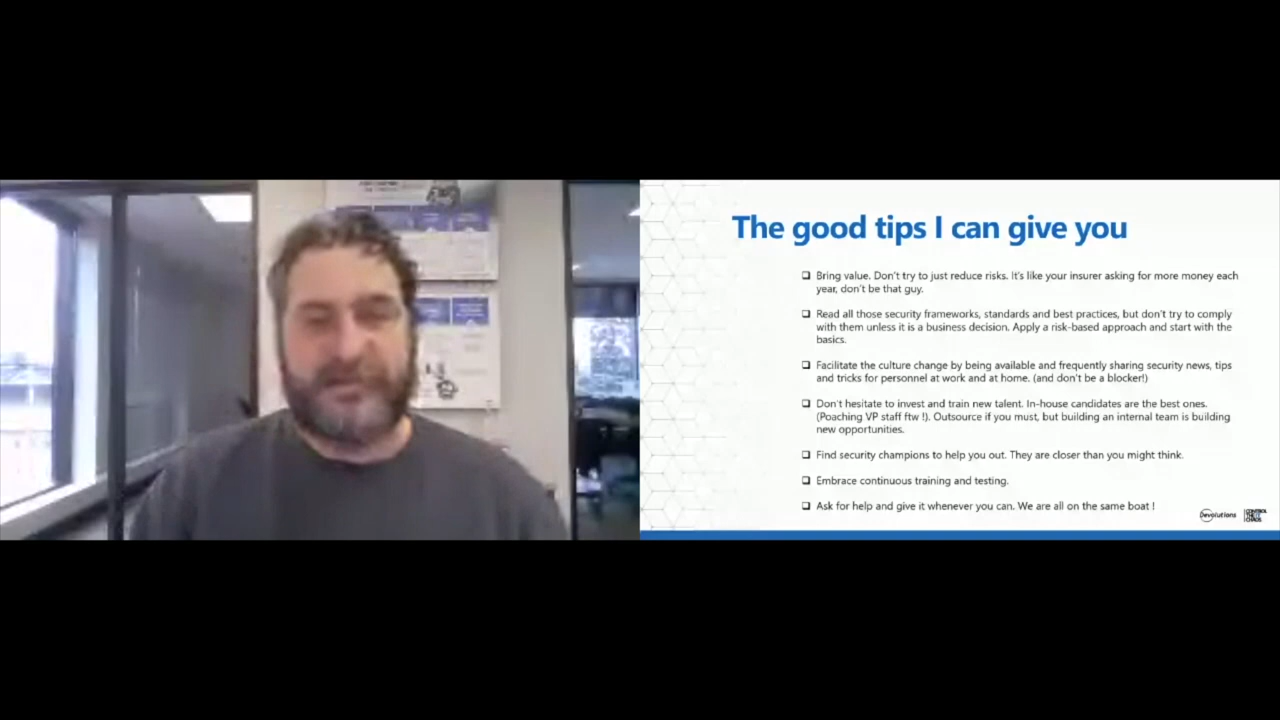 The good tips I can give you
Bring value. Don't try to just reduce risks. It's like your insurer asking for more money each
year, don't be that guy.
Read all those security frameworks, standards and best practices, but don't try to comply
with them unless it is a business decision. Apply a risk-based approach and start with the
basics.
Facilitate the culture change by being available and frequently sharing security news, tips
and tricks for personnel at work and at home. (and don't be a blocker!)
Don't hesitate to invest and train new talent. In-house candidates are the best ones.
(Poaching VP staff ftw !). Outsource if you must, but building an internal team is building
new opportunities.
Find security champions to help you out. They are closer than you might think.
Embrace continuous training and testing.
Ask for help and give it whenever you can. We are all on the same boat !
Devolutions
CONTROL
THE IT
CHAOS